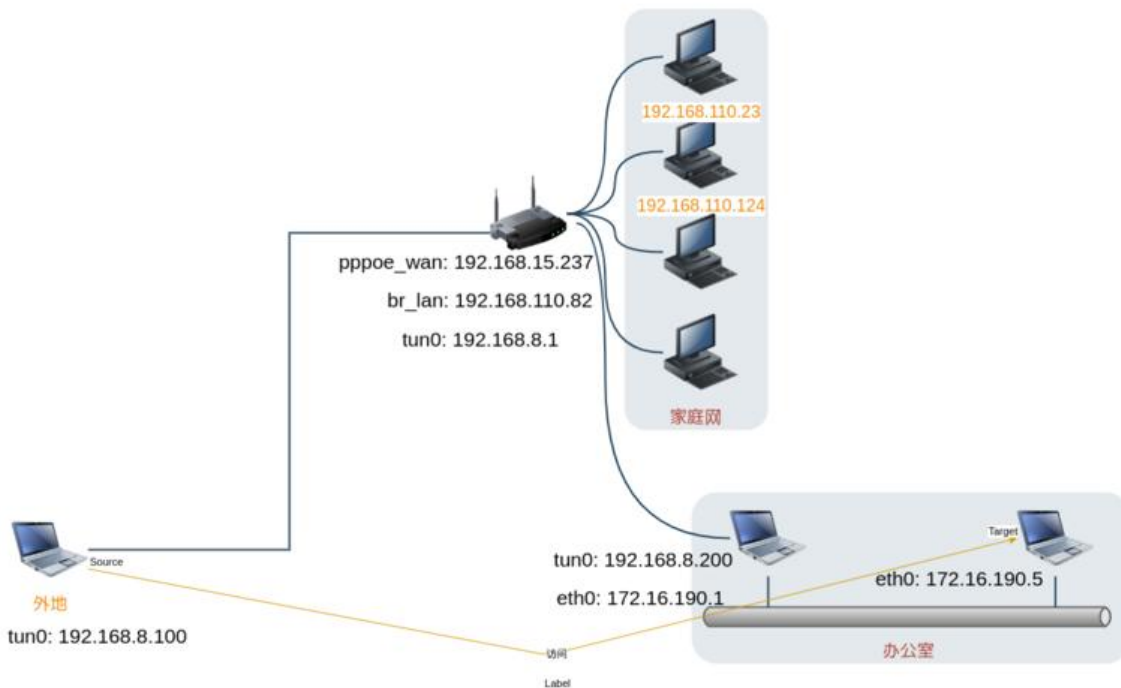 192.168.110.23
192.168.110.124
家庭网
pppoe_wan: 192.168.15.237
br_lan: 192.168.110.82
tun0: 192.168.8.1
Source
外地
tun0: 192.168.8.100
访问
Label
tun0: 192.168.8.200
eth0: 172.16.190.1
Target
eth0: 172.16.190.5
办公室